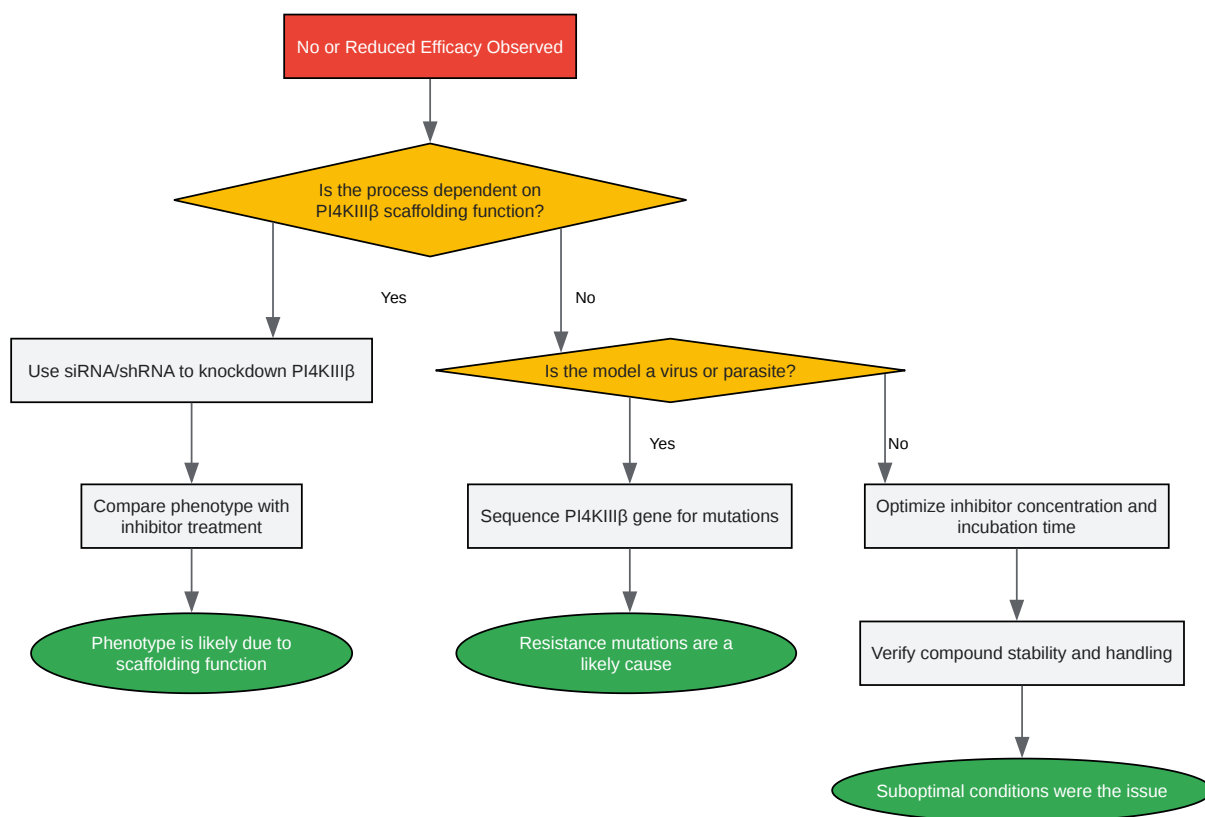 No or Reduced Efficacy Observed
Is the process dependent on
PI4KIIIβ scaffolding function?
Yes
No
Use siRNA/shRNA to knockdown PI4KIIIβ
Is the model a virus or parasite?
Yes
No
Compare phenotype with
inhibitor treatment
Sequence PI4KIIIβ gene for mutations
Optimize inhibitor concentration and
incubation time
Phenotype is likely due to
scaffolding function
Resistance mutations are a
likely cause
Verify compound stability and handling
Suboptimal conditions were the issue